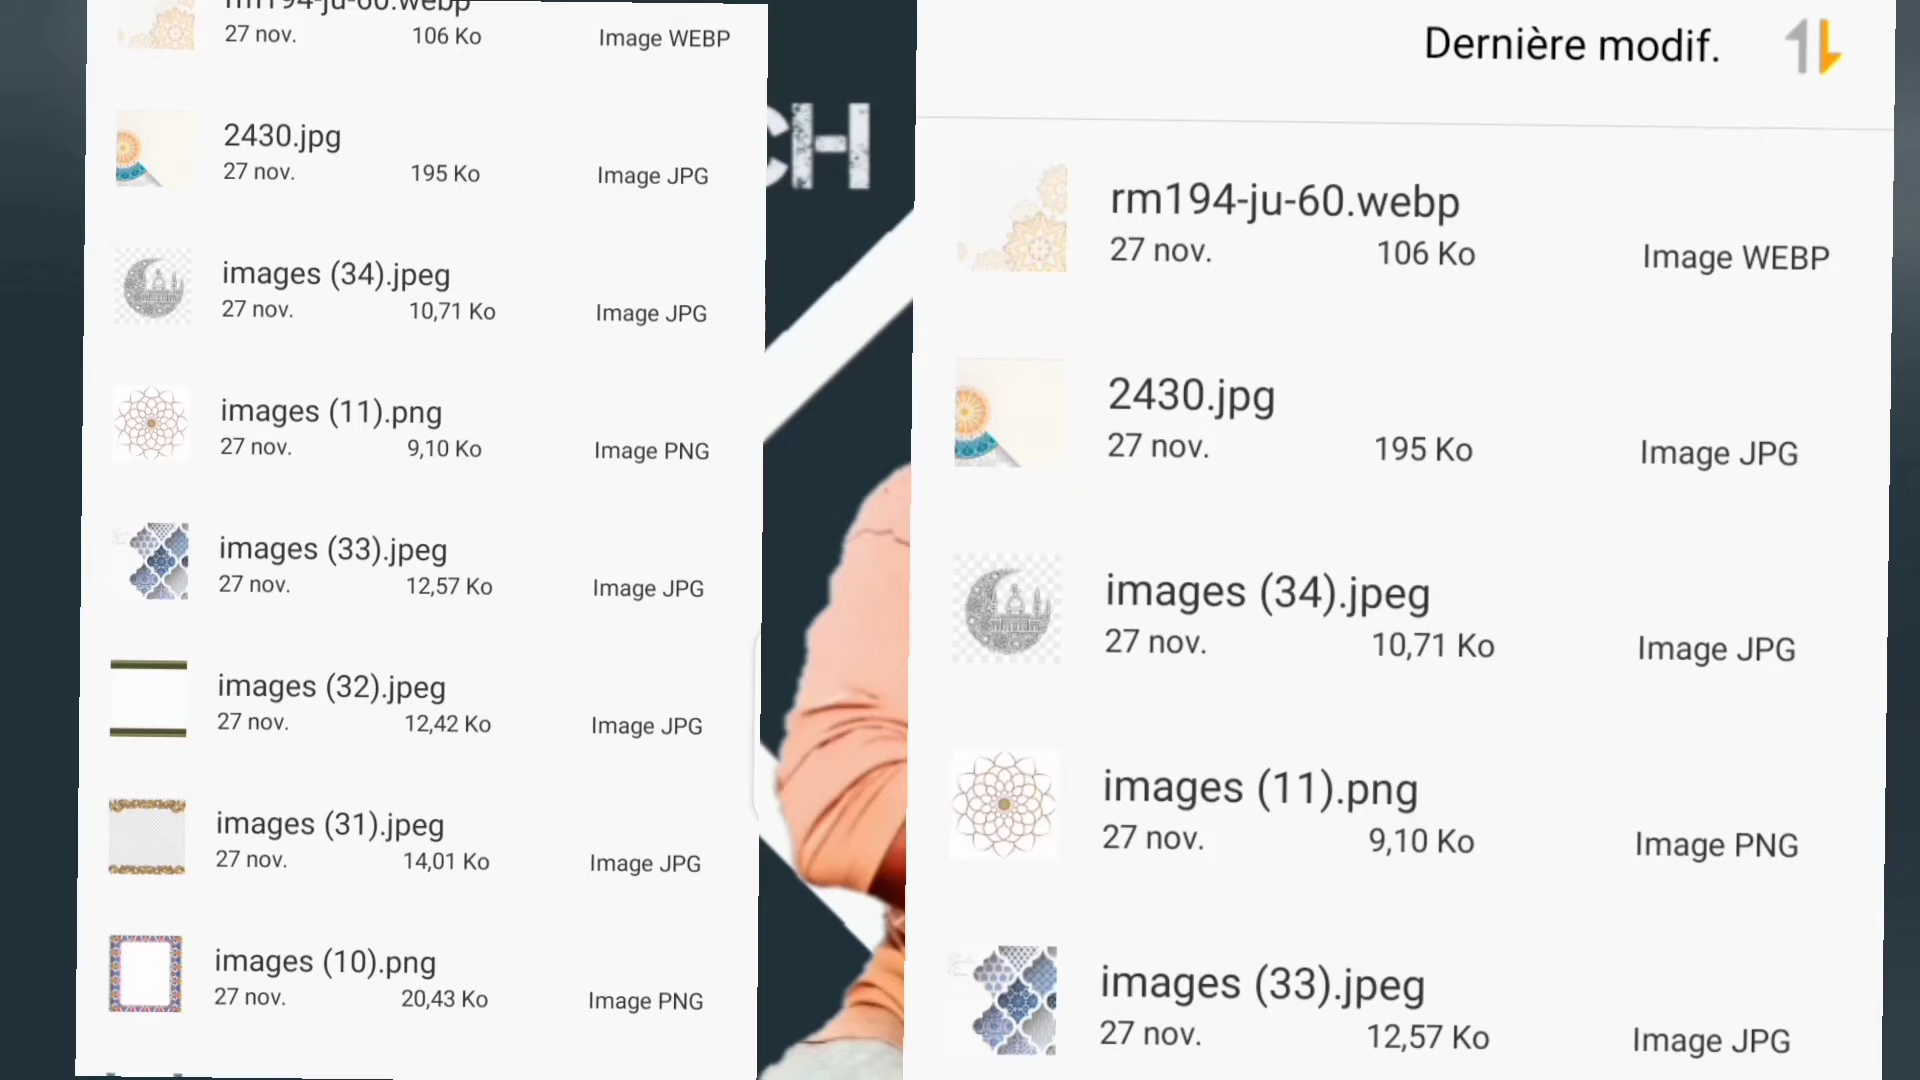 rm194-ju-60.webp
27 nov. 106 Ko Image WEBP
2430.jpg
27 nov. 195 Ko Image JPG
images (34).jpeg
27 nov. 10,71 Ko Image JPG
images (11).png
27 nov. 9,10 Ko Image PNG
images (33).jpeg
27 nov. 12,57 Ko Image JPG
images (32).jpeg
27 nov. 12,42 Ko Image JPG
images (31).jpeg
27 nov. 14,01 Ko Image JPG
images (10).png
27 nov. 20,43 Ko Image PNG
CH
Dernière modif.
rm194-ju-60.webp
27 nov. 106 Ko Image WEBP
2430.jpg
27 nov. 195 Ko Image JPG
images (34).jpeg
27 nov. 10,71 Ko Image JPG
images (11).png
27 nov. 9,10 Ko Image PNG
images (33).jpeg
27 nov. 12,57 Ko Image JPG